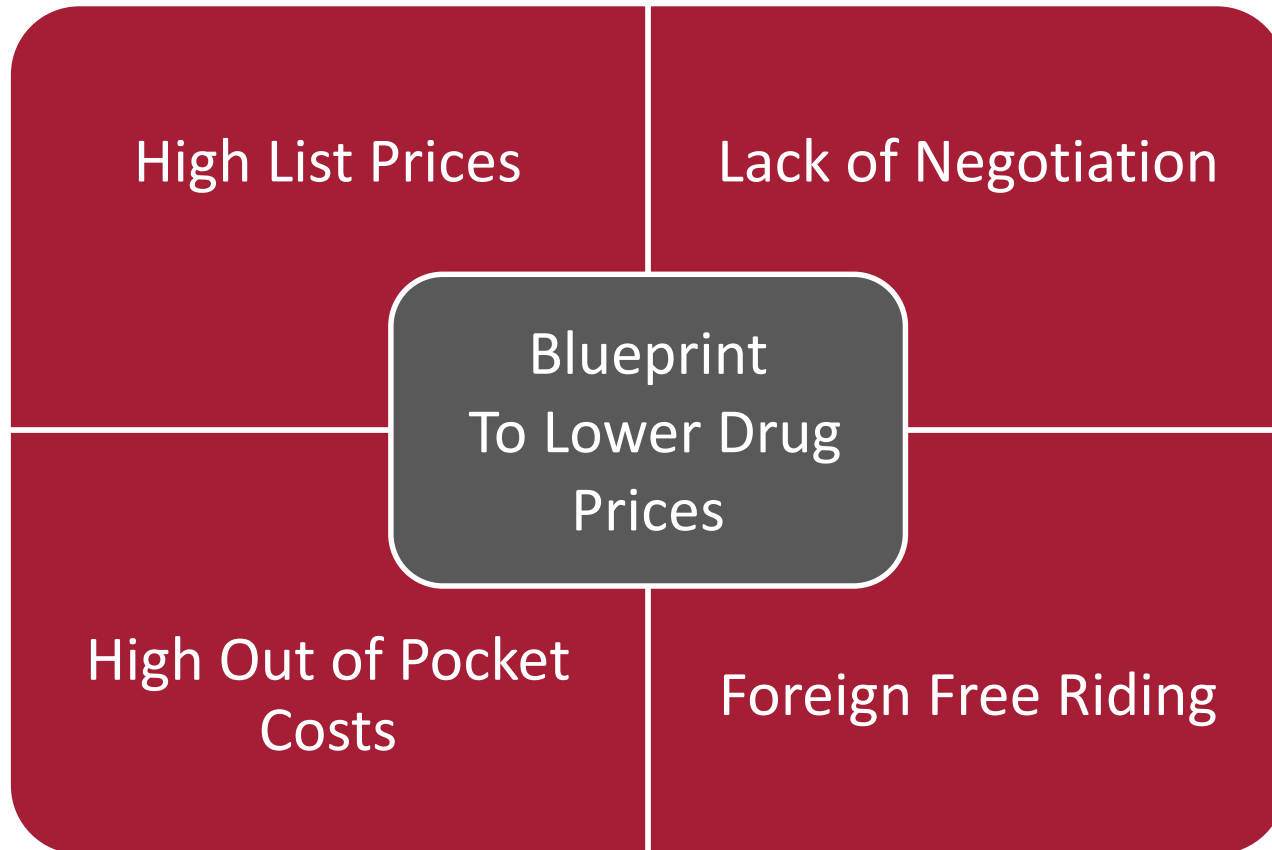 High List Prices
Lack of Negotiation
Blueprint
To Lower Drug
Prices
High Out of Pocket
Costs
Foreign Free Riding